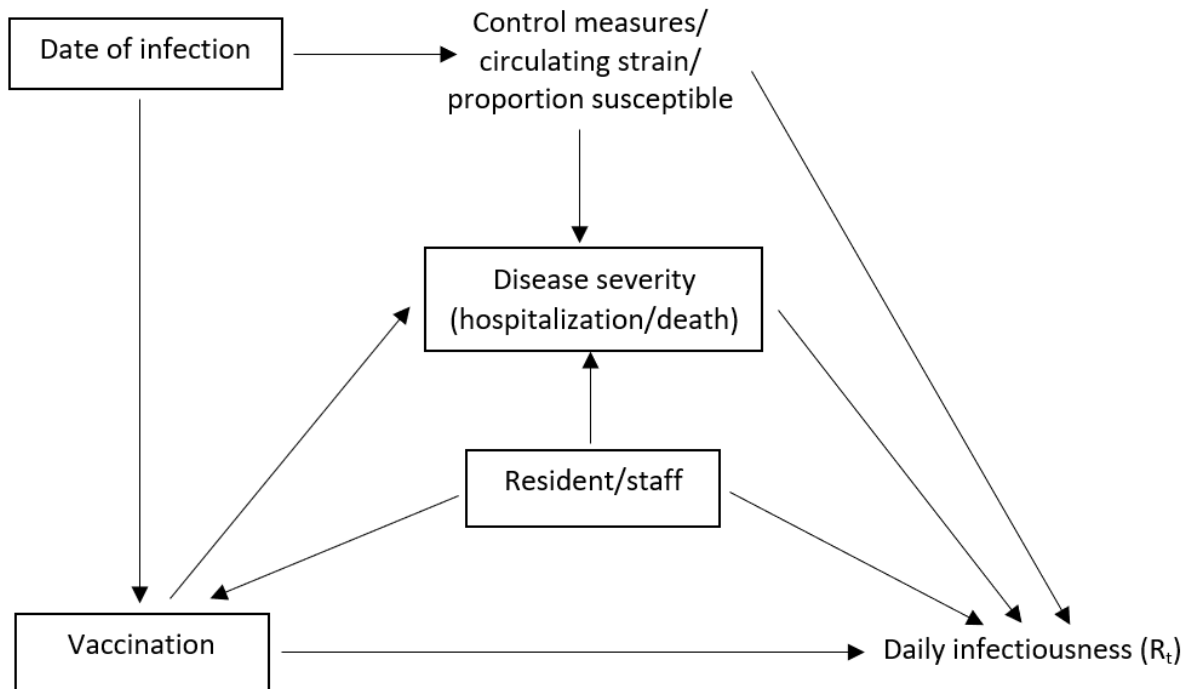 Date of infection
Control measures/
circulating strain/
proportion susceptible
Disease severity
(hospitalization/death)
Resident/staff
Vaccination
Daily infectiousness (Rt)